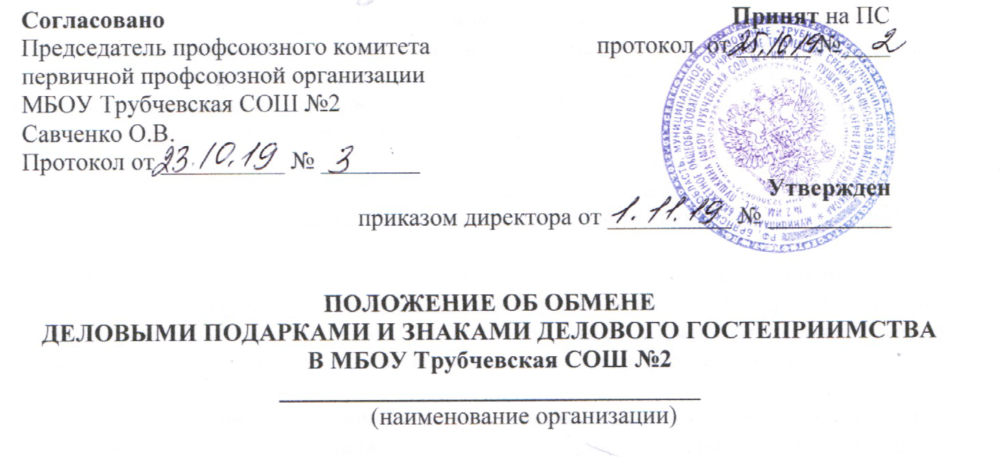 Согласовано
Принят на ПС
Председатель профсоюзного комитета
протокол от 25.10.19 № 2
первичной профсоюзной организации
МБОУ Трубчевская СОШ №2
Савченко О.В.
Протокол от 23.10.19 № 3
Утвержден
приказом директора от 1.11.19 №
ПОЛОЖЕНИЕ ОБ ОБМЕНЕ
ДЕЛОВЫМИ ПОДАРКАМИ И ЗНАКАМИ ДЕЛОВОГО ГОСТЕПРИИМСТВА
В МБОУ Трубчевская СОШ №2
(наименование организации)